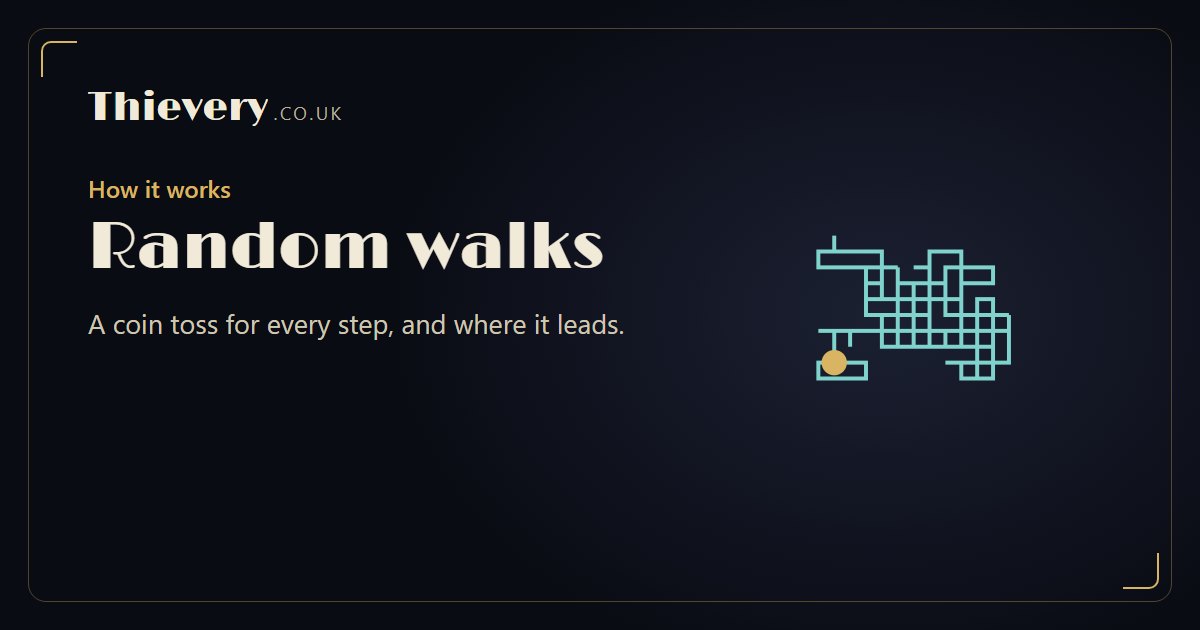 Thievery.CO.UK
How it works
Random walks
A coin toss for every step, and where it leads.